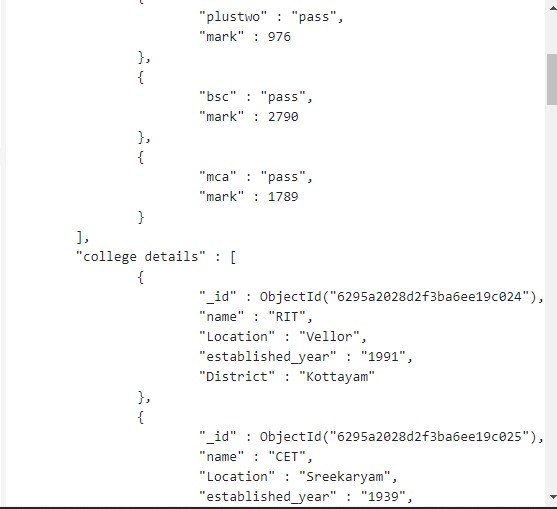 {
"plustwo" : "pass",
"mark" : 976
},
{
"bsc" : "pass",
"mark" : 2790
},
{
"mca" : "pass",
"mark" : 1789
}
],
"college details" : [
{
"_id" : ObjectId("6295a2028d2f3ba6ee19c024"),
"name" : "RIT",
"Location" : "Vellor",
"established_year" : "1991",
"District" : "Kottayam"
},
{
"_id" : ObjectId("6295a2028d2f3ba6ee19c025"),
"name" : "CET",
"Location" : "Sreekaryam",
"established_year" : "1939",